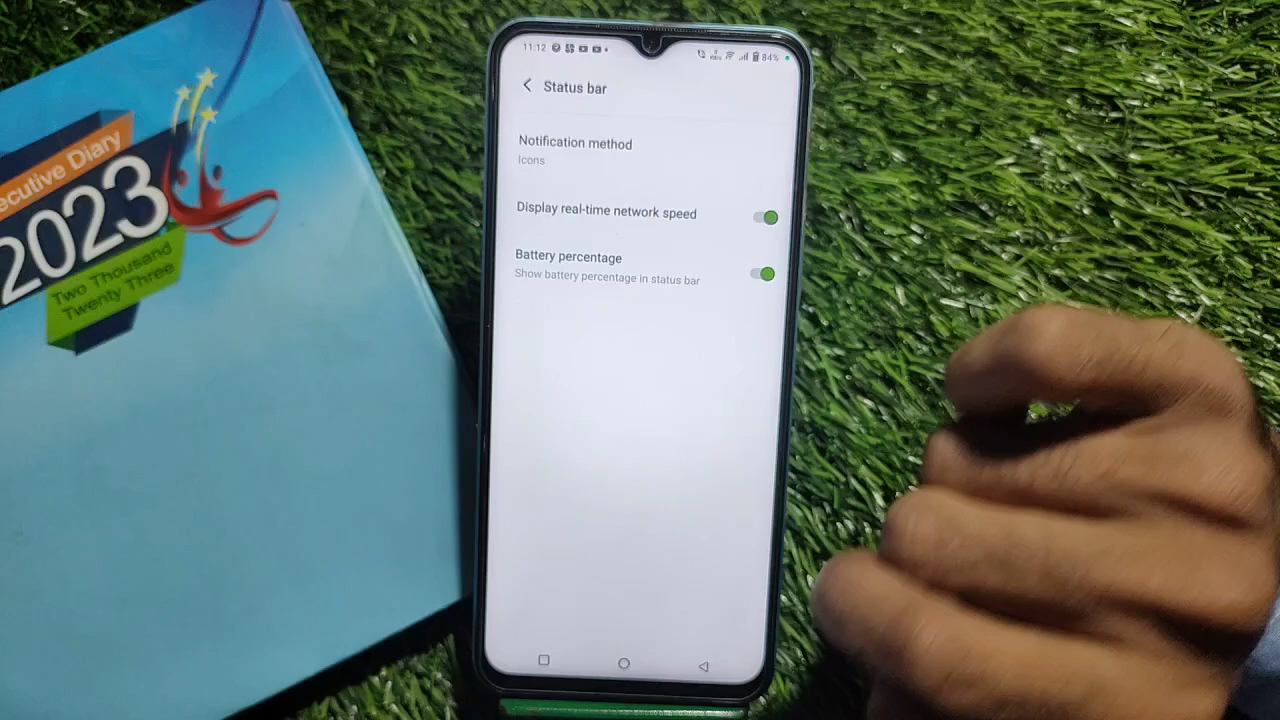 ecutive Diary
2023
Two Thousand
Twenty Three
11:12
84%
Status bar
Notification method
Icons
Display real-time network speed
Battery percentage
Show battery percentage in status bar